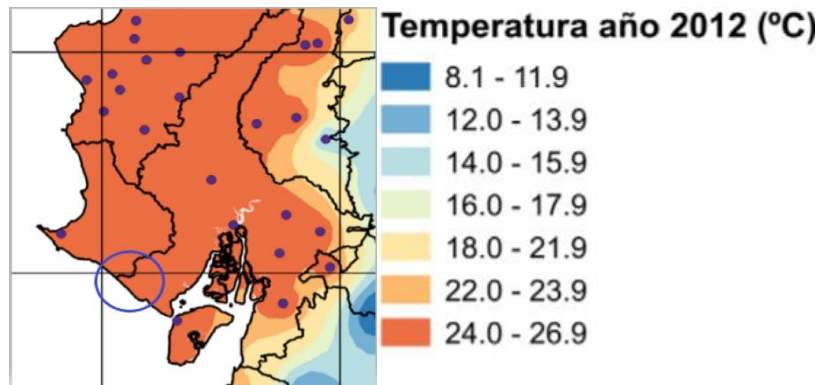 Temperatura año 2012 (ºC)
8.1 - 11.9
12.0 - 13.9
14.0 - 15.9
16.0 - 17.9
18.0 - 21.9
22.0 - 23.9
24.0 - 26.9